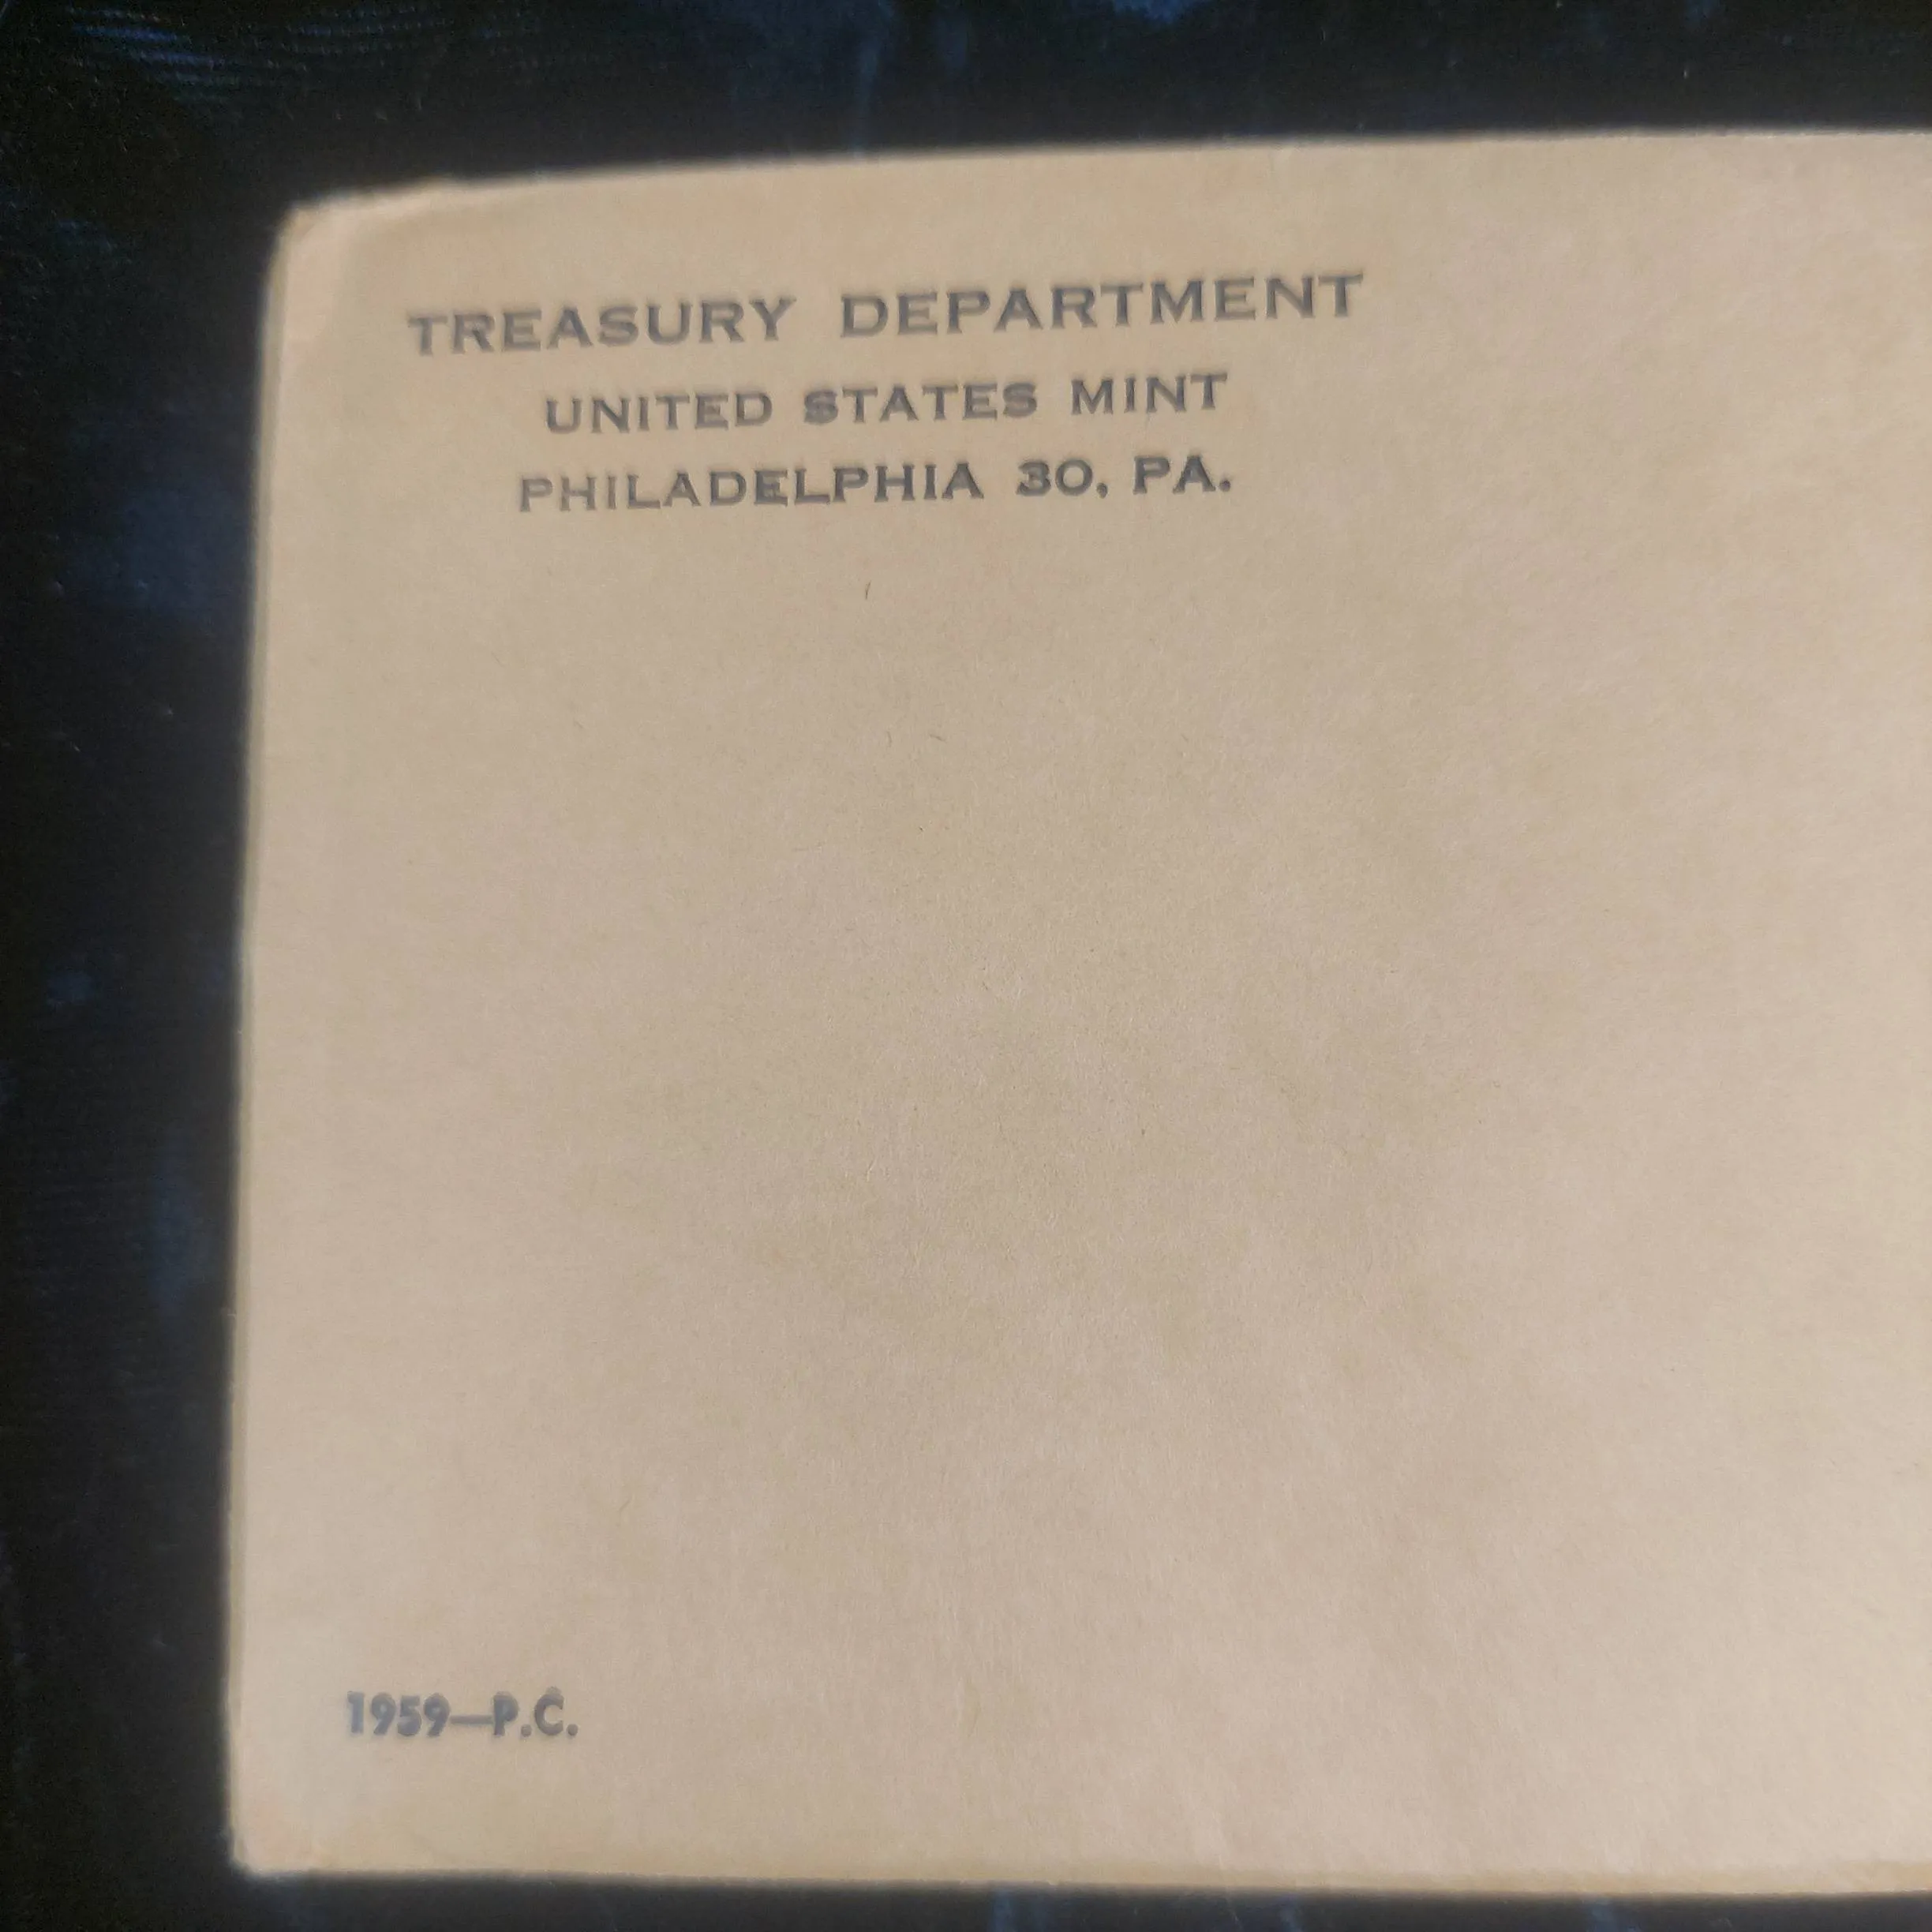 TREASURY DEPARTMENT
UNITED STATES MINT
PHILADELPHIA 30, PA.
1959—P.C.